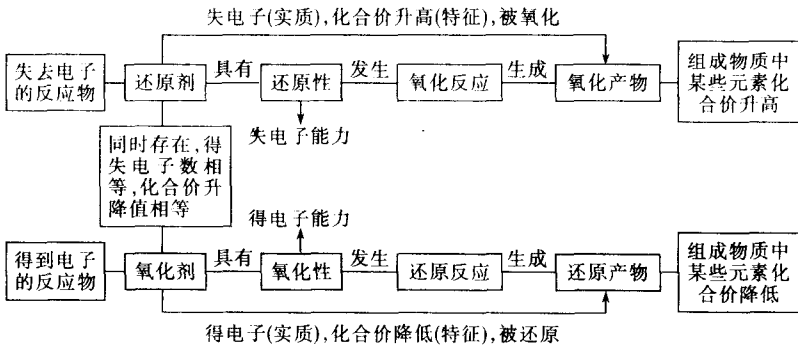 失电子(实质),化合价升高(特征),被氧化
失去电子
的反应物
还原剂
具有
还原性
发生
氧化反应
生成
氧化产物
组成物质中
某些元素化
合价升高
失电子能力
同时存在,得
失电子数相
等,化合价升
降值相等
得电子能力
得到电子
的反应物
氧化剂
具有
氧化性
发生
还原反应
生成
还原产物
组成物质中
某些元素化
合价降低
得电子(实质),化合价降低(特征),被还原